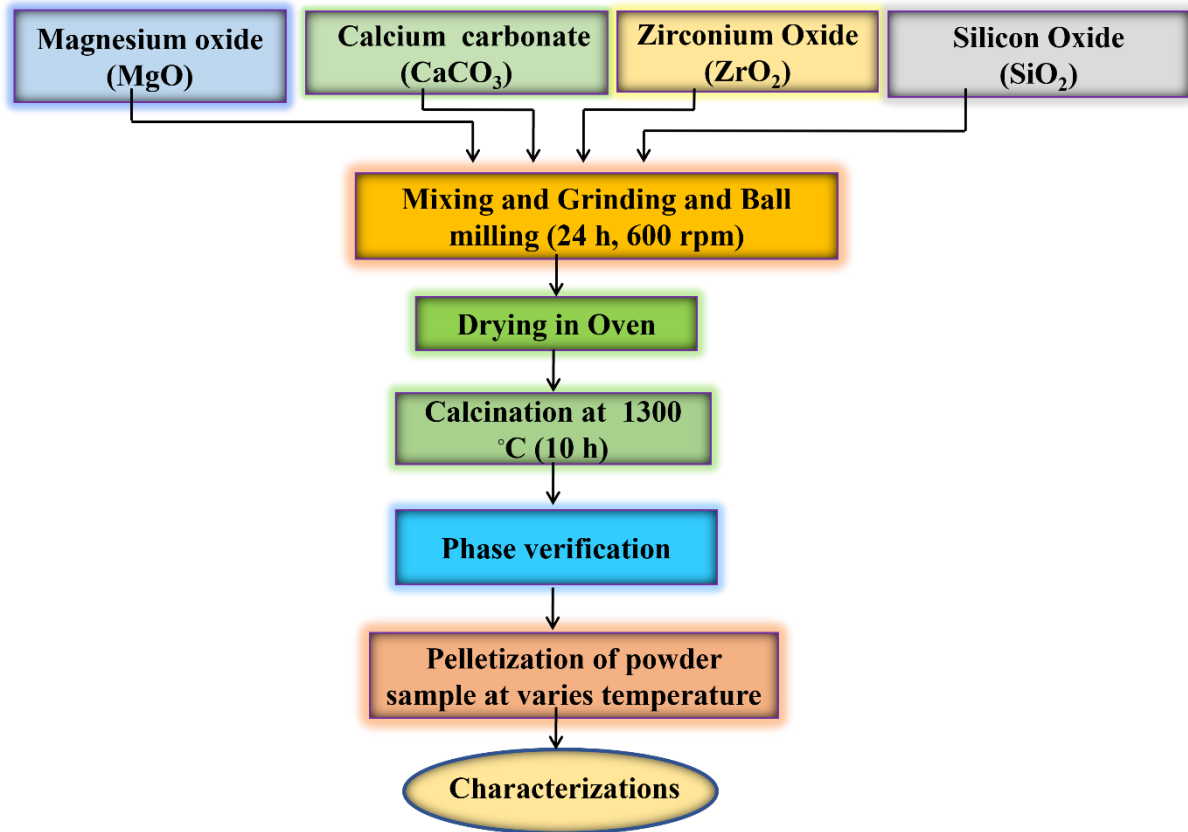 Magnesium oxide
(MgO)
Calcium carbonate
(CaCO₃)
Zirconium Oxide
(ZrO₂)
Silicon Oxide
(SiO₂)
Mixing and Grinding and Ball
milling (24 h, 600 rpm)
Drying in Oven
Calcination at 1300
°C (10 h)
Phase verification
Pelletization of powder
sample at varies temperature
Characterizations